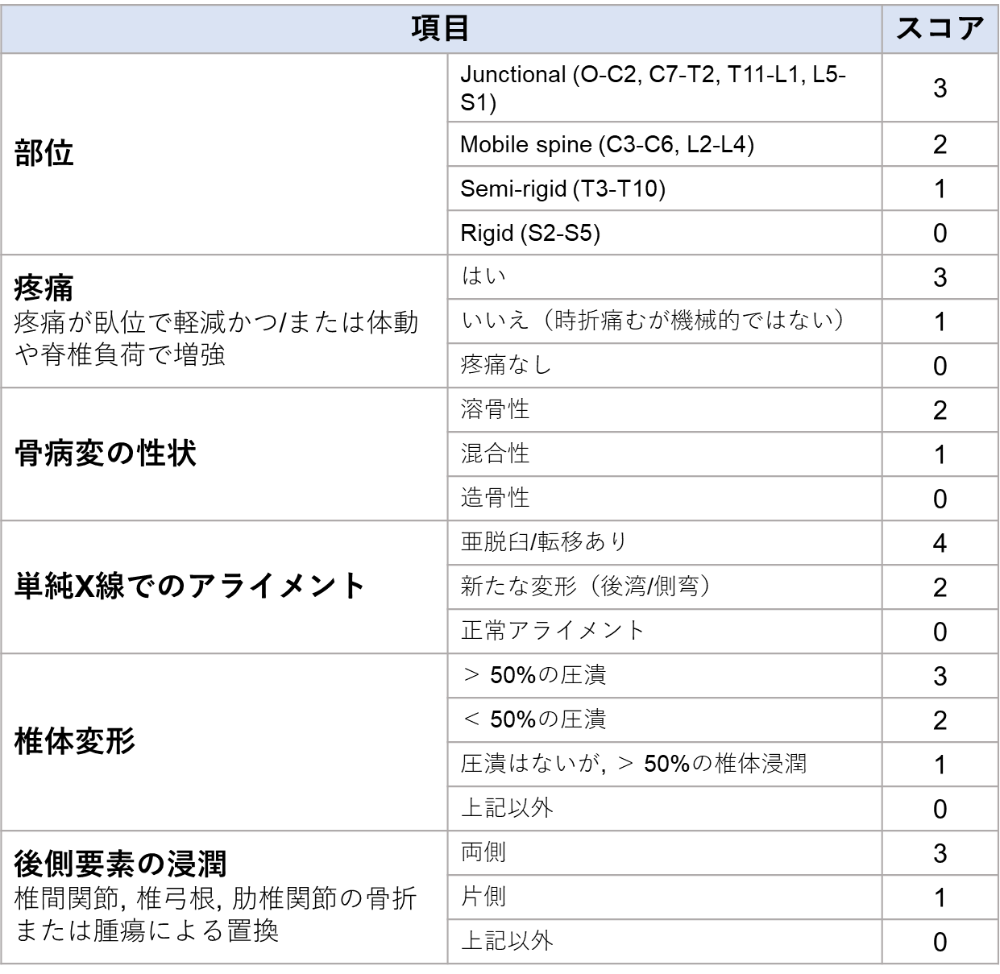 項目 スコア
部位
Junctional (O-C2, C7-T2, T11-L1, L5-
S1) 3
Mobile spine (C3-C6, L2-L4) 2
Semi-rigid (T3-T10) 1
Rigid (S2-S5) 0
疼痛
疼痛が臥位で軽減かつ/または体動
や脊椎負荷で増強
はい 3
いいえ（時折痛むが機械的ではない） 1
疼痛なし 0
骨病変の性状
溶骨性 2
混合性 1
造骨性 0
単純X線でのアライメント
亜脱臼/転移あり 4
新たな変形（後湾/側弯） 2
正常アライメント 0
椎体変形
＞ 50%の圧潰 3
＜ 50%の圧潰 2
圧潰はないが, ＞ 50%の椎体浸潤 1
上記以外 0
後側要素の浸潤
椎間関節, 椎弓根, 肋椎関節の骨折
または腫瘍による置換
両側 3
片側 1
上記以外 0